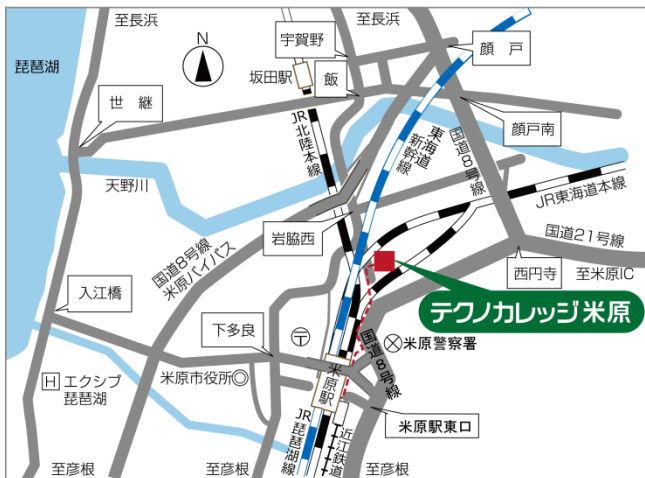 至長浜
至長浜
至長浜
N
宇賀野
顔 戸
琵琶湖
坂田駅
飯
世 継
JR北陸本線
東海道
新幹線
国道8号線
顔戸南
天野川
JR東海道本線
岩脇西
国道21号線
国道8号線
米原バイパス
西円寺
至米原IC
入江橋
テクノカレッジ米原
下多良
〒
国道8号線
米原警察署
H エクシブ
琵琶湖
米原市役所
米原駅
米原駅東口
JR
琵琶湖線
近江鉄道
至彦根
至彦根
至彦根